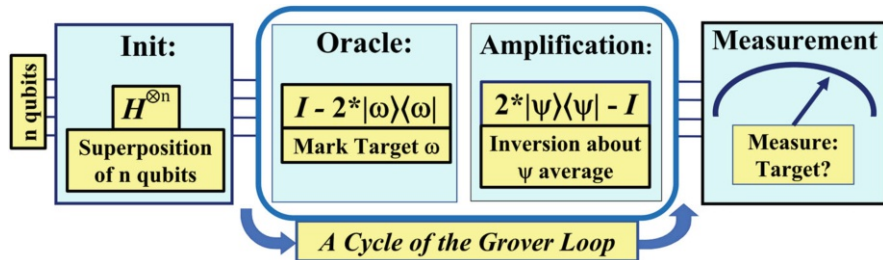 n qubits
Init:
H⊗n
Superposition
of n qubits
Oracle:
I - 2*|ω⟩⟨ω|
Mark Target ω
Amplification:
2*|ψ⟩⟨ψ| - I
Inversion about
ψ average
Measurement
Measure:
Target?
A Cycle of the Grover Loop